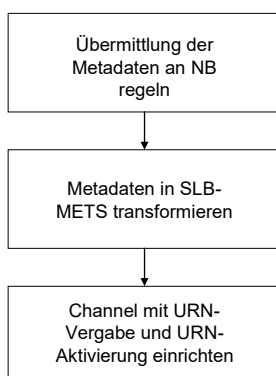 Übermittlung der
Metadaten an NB
regeln
Metadaten in SLB-
METS transformieren
Channel mit URN-
Vergabe und URN-
Aktivierung einrichten